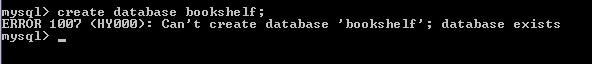 mysql> create database bookshelf;
ERROR 1007 (HY000): Can't create database 'bookshelf'; database exists
mysql> _